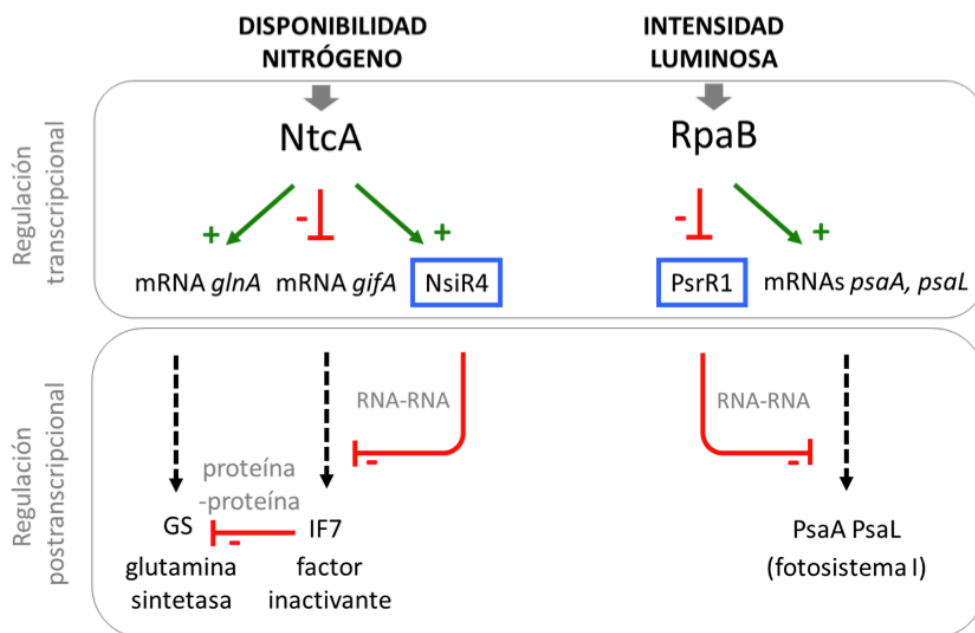 DISPONIBILIDAD
NITRÓGENO
INTENSIDAD
LUMINOSA
Regulación
transcripcional
NtcA
RpaB
+
-
+
-
+
mRNA glnA
mRNA gifA
NsiR4
PsrR1
mRNAs psaA, psaL
Regulación
postranscripcional
RNA-RNA
-
RNA-RNA
-
proteína
-proteína
GS
-
IF7
glutamina
sintetasa
factor
inactivante
PsaA PsaL
(fotosistema I)